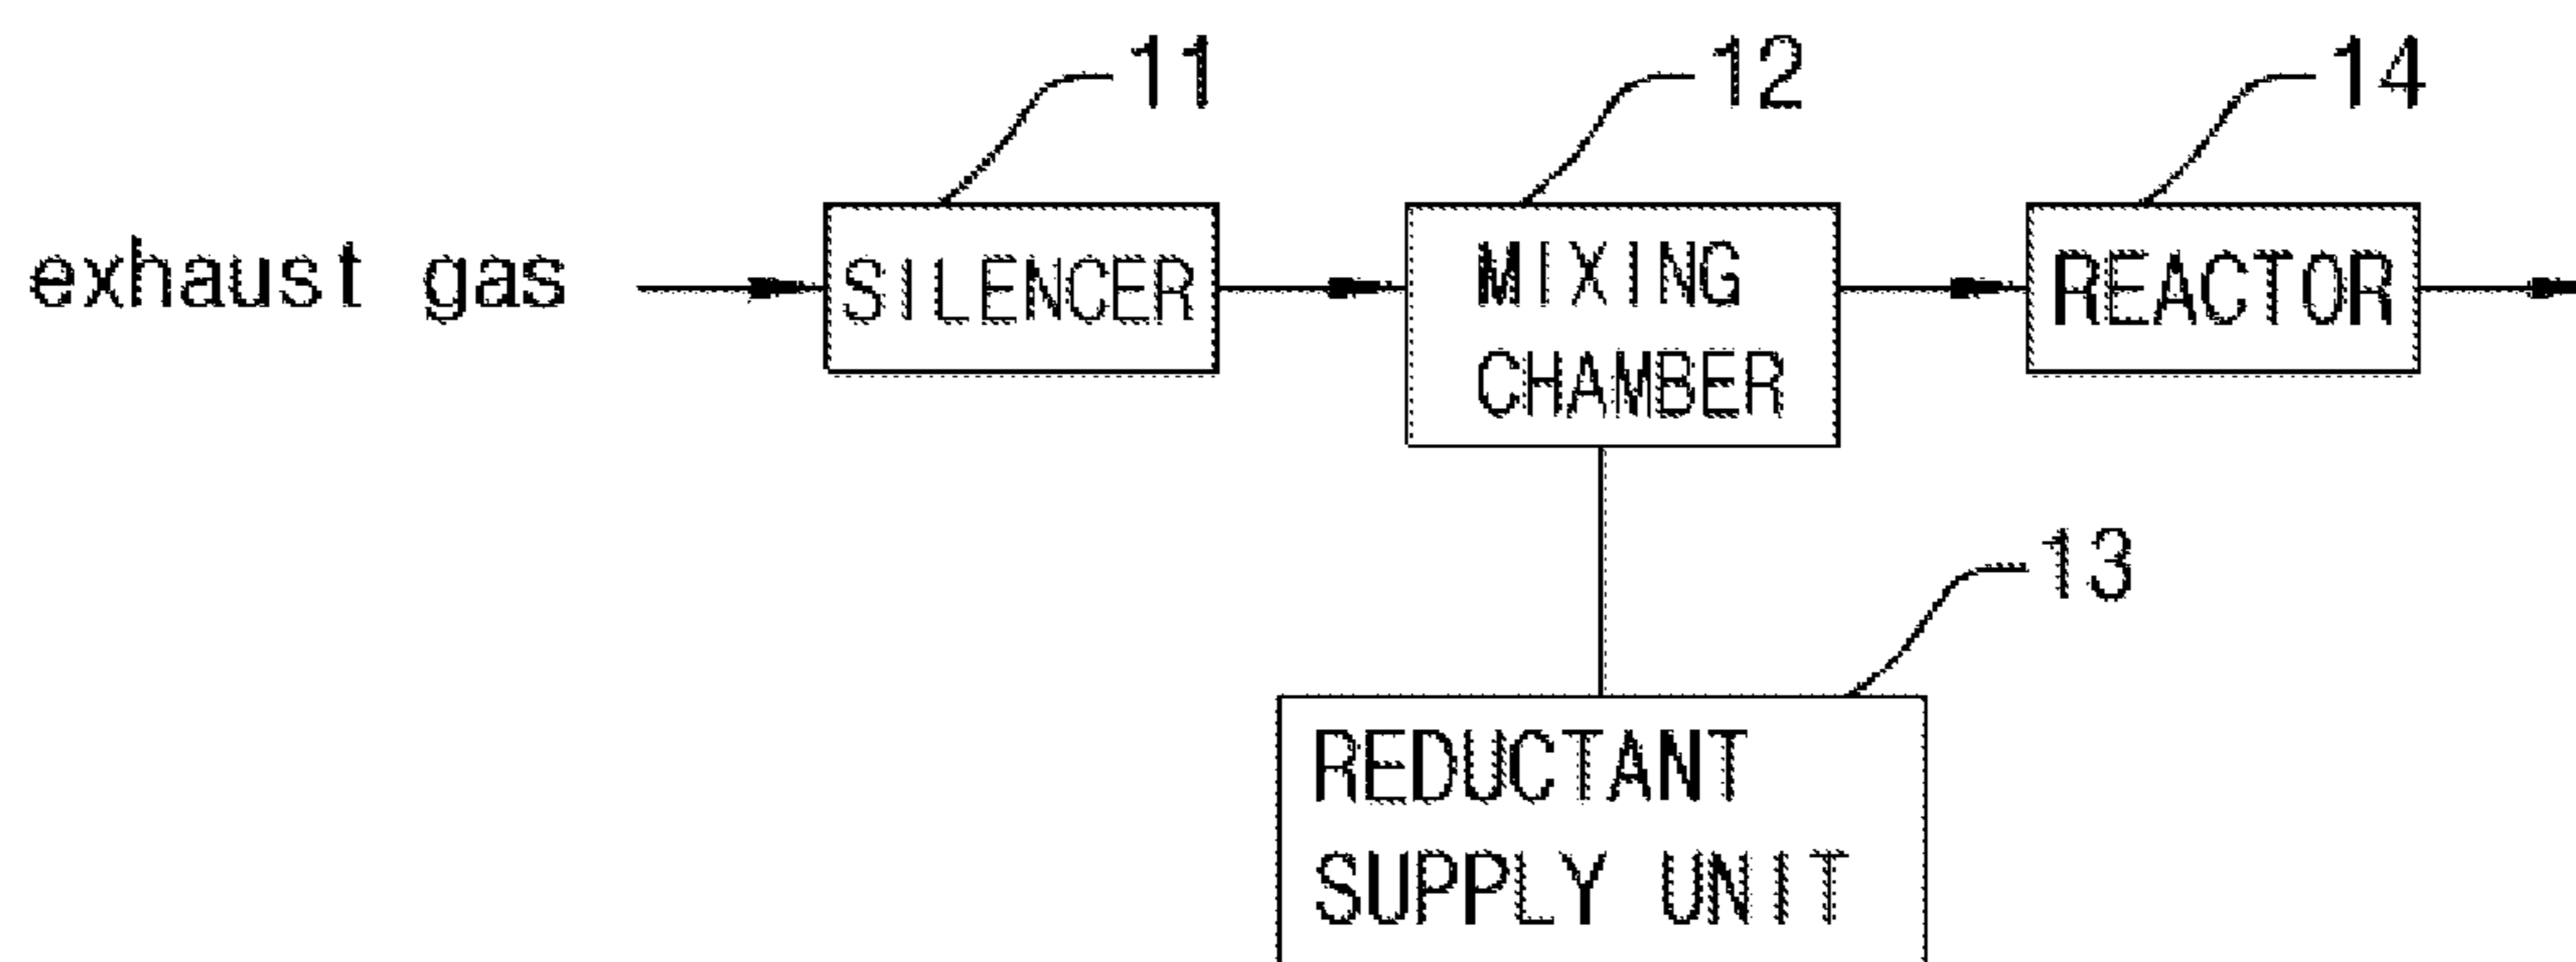 11
12
14
exhaust gas
SILENCER
MIXING
CHAMBER
REACTOR
13
REDUCTANT
SUPPLY UNIT